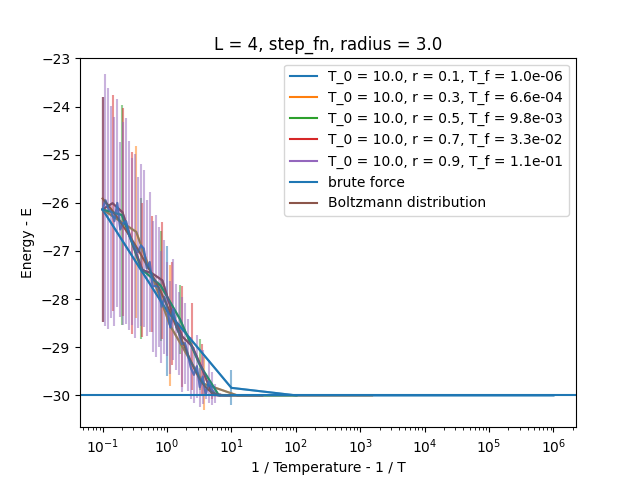 L = 4, step_fn, radius = 3.0
−23
−24
−25
−26
−27
−28
−29
−30
Energy - E
T_0 = 10.0, r = 0.1, T_f = 1.0e-06
T_0 = 10.0, r = 0.3, T_f = 6.6e-04
T_0 = 10.0, r = 0.5, T_f = 9.8e-03
T_0 = 10.0, r = 0.7, T_f = 3.3e-02
T_0 = 10.0, r = 0.9, T_f = 1.1e-01
brute force
Boltzmann distribution
10⁻¹ 10⁰ 10¹ 10² 10³ 10⁴ 10⁵ 10⁶
1 / Temperature - 1 / T